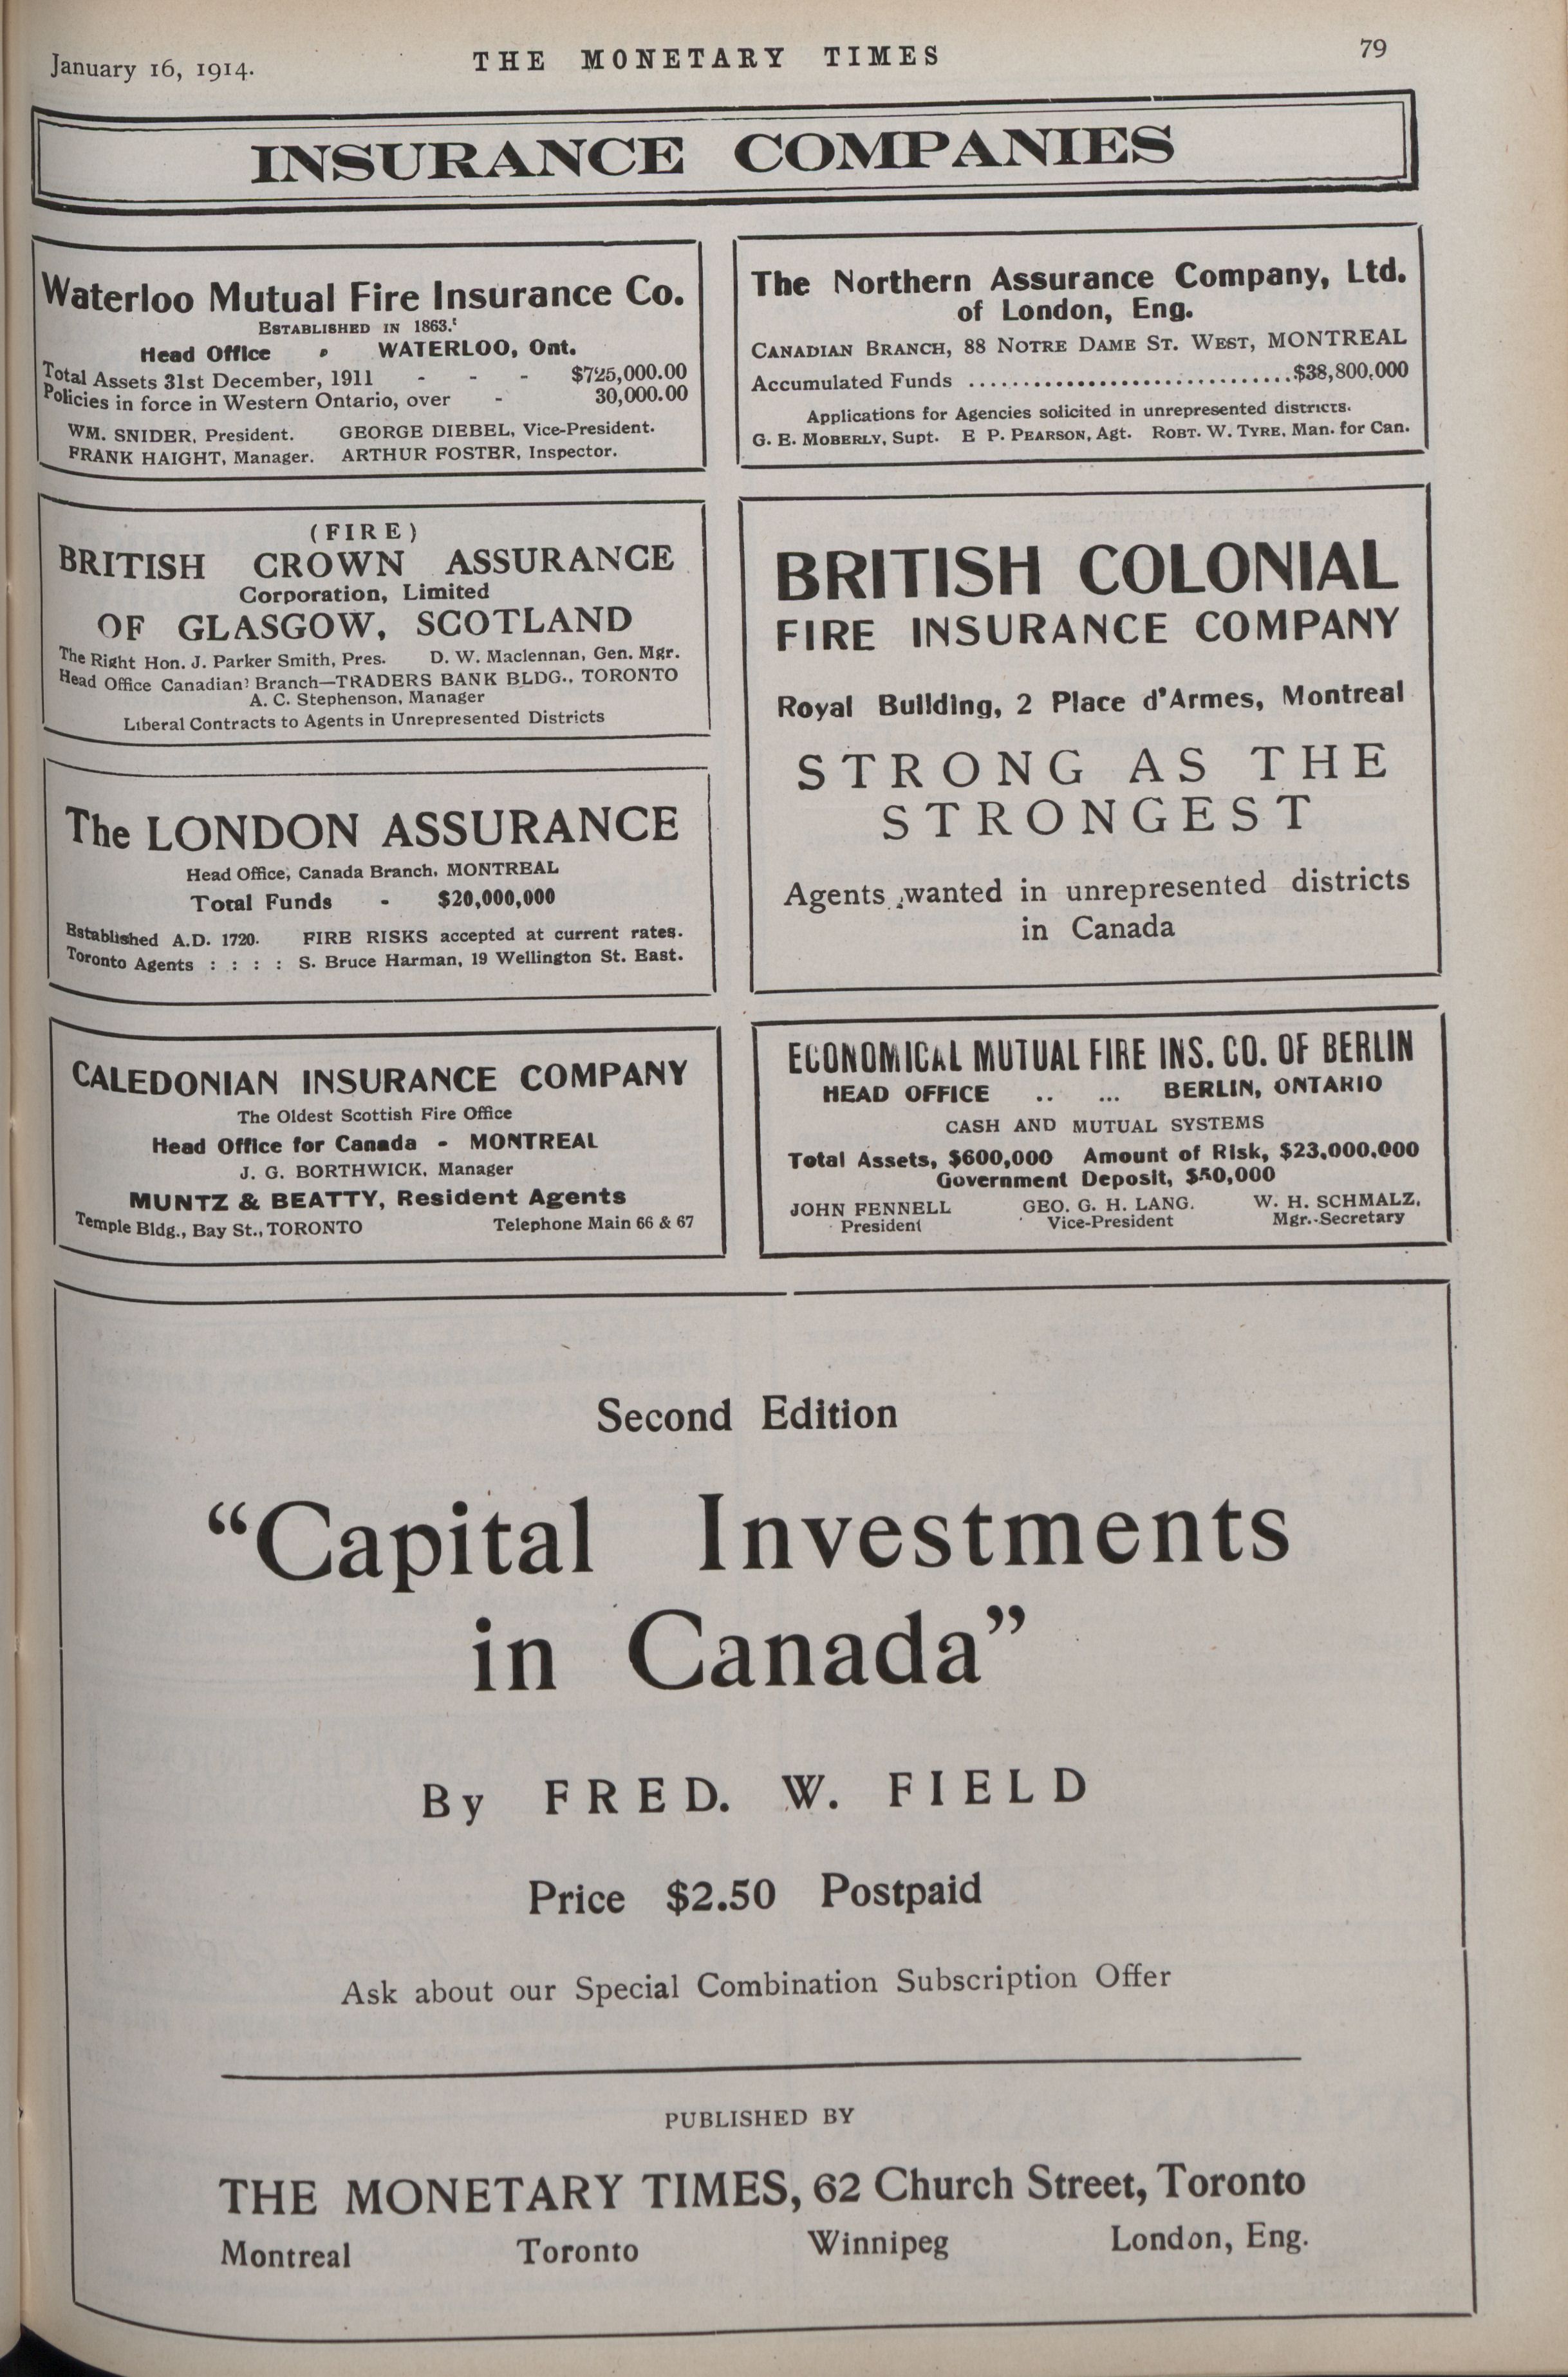 January 16, 1914.
THE MONETARY TIMES
79
INSURANCE COMPANIES
Waterloo Mutual Fire Insurance Co.
ESTABLISHED IN 1863.
Head Office - WATERLOO, Ont.
Total Assets 31st December, 1911 - - - $725,000.00
Policies in force in Western Ontario, over - 30,000.00
WM. SNIDER, President. GEORGE DIEBEL, Vice-President.
FRANK HAIGHT, Manager. ARTHUR FOSTER, Inspector.
The Northern Assurance Company, Ltd.
of London, Eng.
CANADIAN BRANCH, 88 NOTRE DAME ST. WEST, MONTREAL
Accumulated Funds ..............................$38,800,000
Applications for Agencies solicited in unrepresented districts.
G. E. MOBERLY, Supt. E P. PEARSON, Agt. ROBT. W. TYRE, Man. for Can.
(FIRE)
BRITISH CROWN ASSURANCE
Corporation, Limited
OF GLASGOW, SCOTLAND
The Right Hon. J. Parker Smith, Pres. D. W. Maclennan, Gen. Mgr.
Head Office Canadian Branch—TRADERS BANK BLDG., TORONTO
A. C. Stephenson, Manager
Liberal Contracts to Agents in Unrepresented Districts
BRITISH COLONIAL
FIRE INSURANCE COMPANY
Royal Building, 2 Place d'Armes, Montreal
STRONG AS THE
STRONGEST
Agents wanted in unrepresented districts
in Canada
The LONDON ASSURANCE
Head Office, Canada Branch, MONTREAL
Total Funds - $20,000,000
Established A.D. 1720. FIRE RISKS accepted at current rates.
Toronto Agents : : : : S. Bruce Harman, 19 Wellington St. East.
CALEDONIAN INSURANCE COMPANY
The Oldest Scottish Fire Office
Head Office for Canada - MONTREAL
J. G. BORTHWICK, Manager
MUNTZ & BEATTY, Resident Agents
Temple Bldg., Bay St., TORONTO Telephone Main 66 & 67
ECONOMICAL MUTUAL FIRE INS. CO. OF BERLIN
HEAD OFFICE .. ... BERLIN, ONTARIO
CASH AND MUTUAL SYSTEMS
Total Assets, $600,000 Amount of Risk, $23,000,000
Government Deposit, $50,000
JOHN FENNELL GEO. G. H. LANG. W. H. SCHMALZ,
President Vice-President Mgr.-Secretary
Second Edition
“Capital Investments
in Canada”
By FRED. W. FIELD
Price $2.50 Postpaid
Ask about our Special Combination Subscription Offer
PUBLISHED BY
THE MONETARY TIMES, 62 Church Street, Toronto
Montreal Toronto Winnipeg London, Eng.